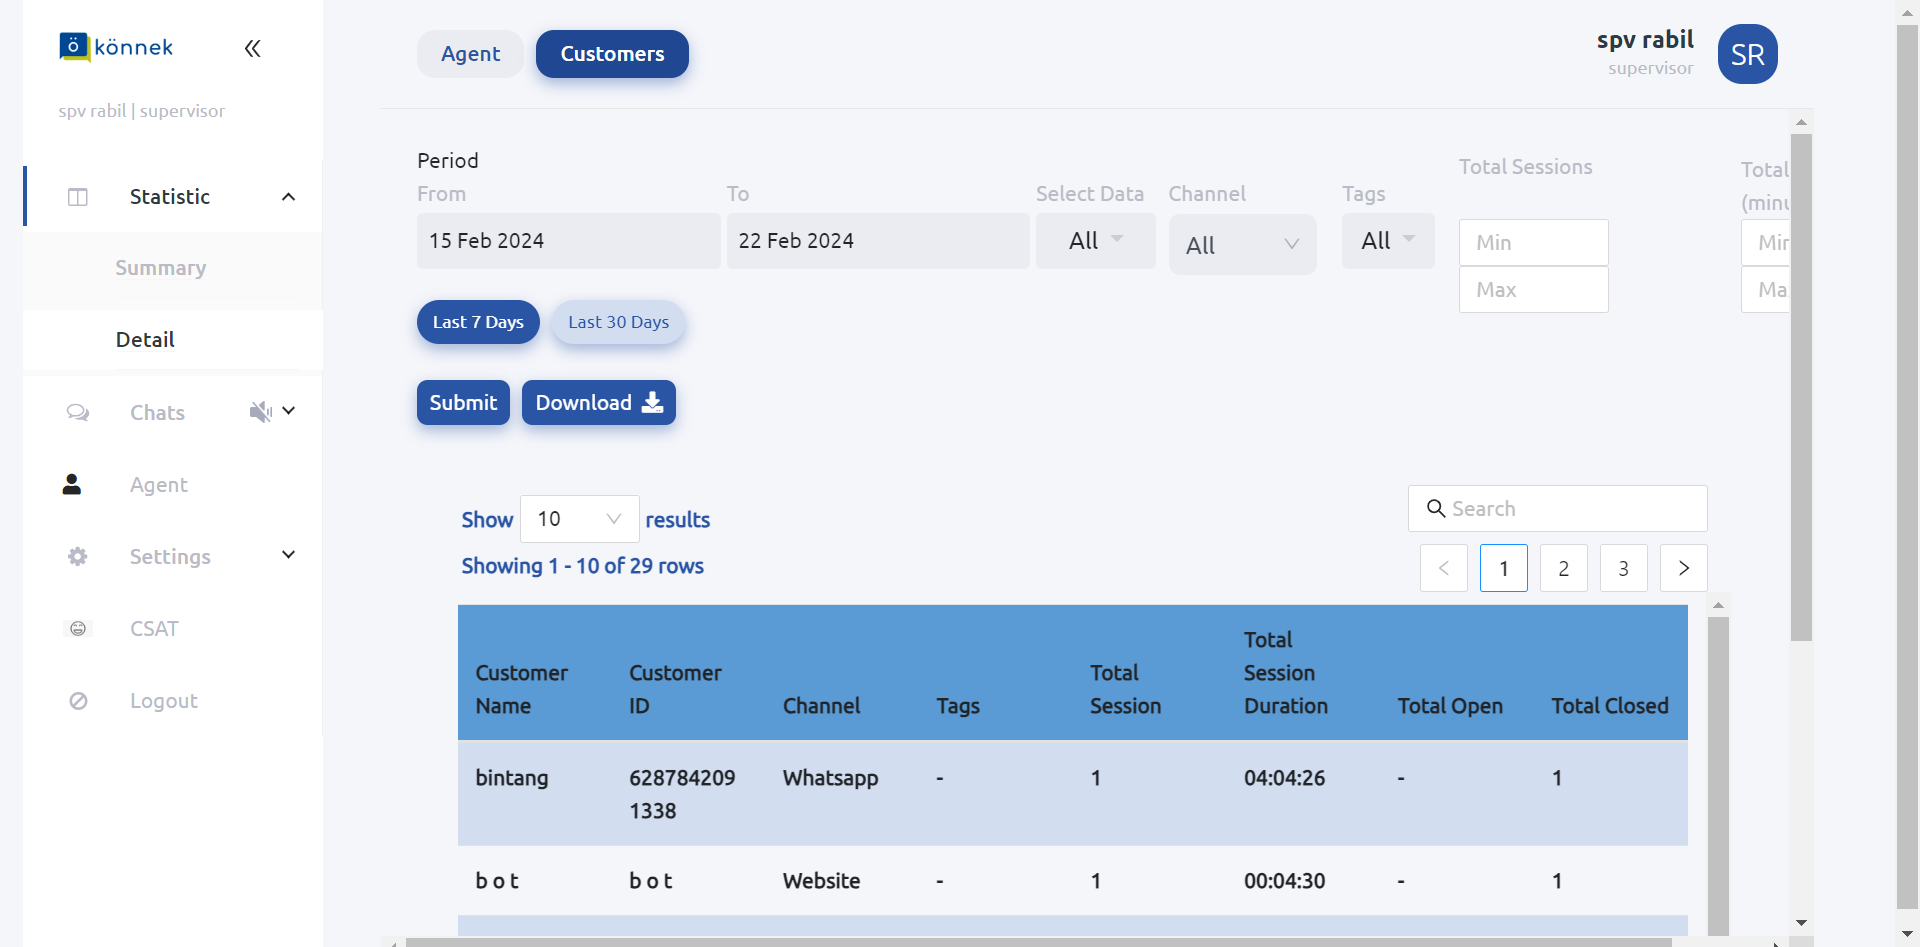 ö könnek
spv rabil | supervisor
Statistic
Summary
Detail
Chats
Agent
Settings
CSAT
Logout
Agent
Customers
spv rabil
supervisor
SR
Period
From
To
Select Data
Channel
Tags
Total Sessions
Total
15 Feb 2024
22 Feb 2024
All
All
All
Min
Max
Last 7 Days
Last 30 Days
Submit
Download
Show 10 results
Showing 1 - 10 of 29 rows
Search
< 1 2 3 >
Customer Name
Customer ID
Channel
Tags
Total Session
Total Session Duration
Total Open
Total Closed
bintang
628784209
1338
Whatsapp
-
1
04:04:26
-
1
b o t
b o t
Website
-
1
00:04:30
-
1